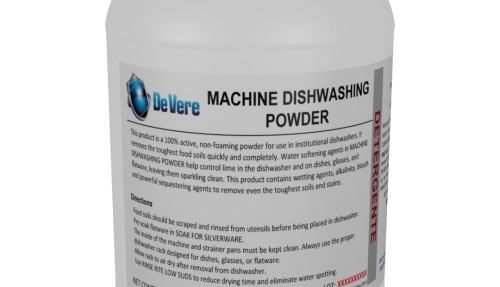 DeVere
MACHINE DISHWASHING
POWDER
This product is a 100% active, non-foaming powder for use in institutional dishwashers. It
removes the toughest food soils quickly and completely. Water softening agents in MACHINE
DISHWASHING POWDER help control lime in the dishwasher and on dishes, glasses, and
flatware, leaving them sparkling clean. This product contains wetting agents, alkalinity, bleach
and powerful sequestering agents to remove even the toughest soils and stains.
Directions
Food soils should be scraped and rinsed from utensils before being placed in dishwasher.
Pre-soak flatware in SOAK FOR SILVERWARE.
The inside of the machine and strainer pans must be kept clean. Always use the proper
dishwasher rack designed for dishes, glasses, or flatware.
Allow rack to air dry after removal from dishwasher.
Use RINSE RITE LOW SUDS to reduce drying time and eliminate water spotting.
LOT: XXXXXXXXX
DETERGENTE